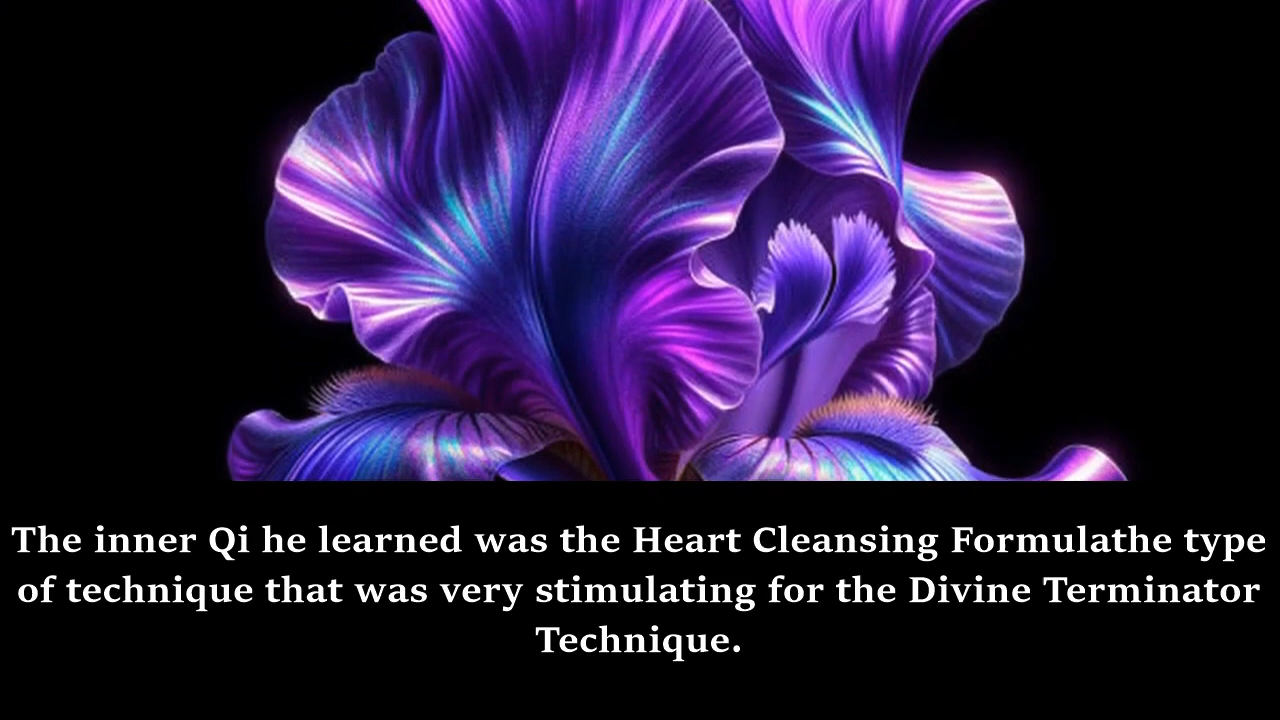 The inner Qi he learned was the Heart Cleansing Formulathe type
of technique that was very stimulating for the Divine Terminator
Technique.